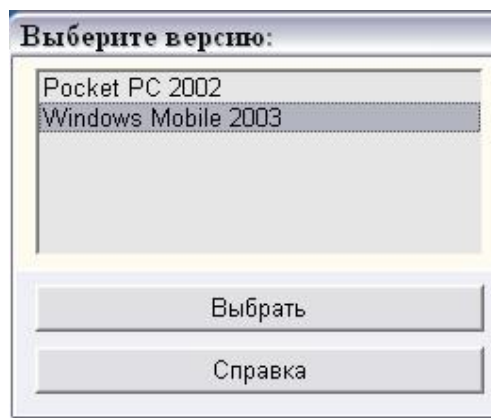 Выберите версию:
Pocket PC 2002
Windows Mobile 2003
Выбрать
Справка